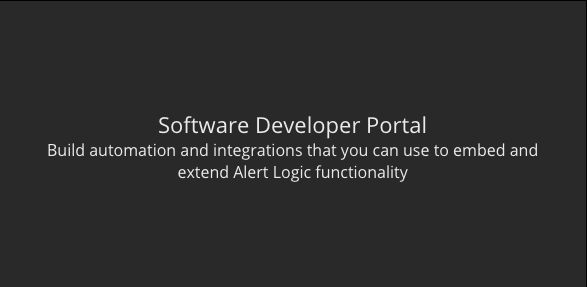 Software Developer Portal
Build automation and integrations that you can use to embed and
extend Alert Logic functionality